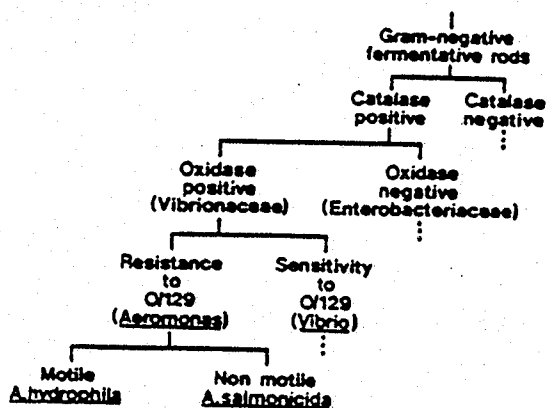 Gram-negative
fermentative rods
Catalase
positive
Catalase
negative
Oxidase
positive
(Vibrionaceae)
Oxidase
negative
(Enterobacteriaceae)
Resistance
to
O/129
(Aeromonas)
Sensitivity
to
O/129
(Vibrio)
Motile
A.hydrophila
Non motile
A.salmonicida